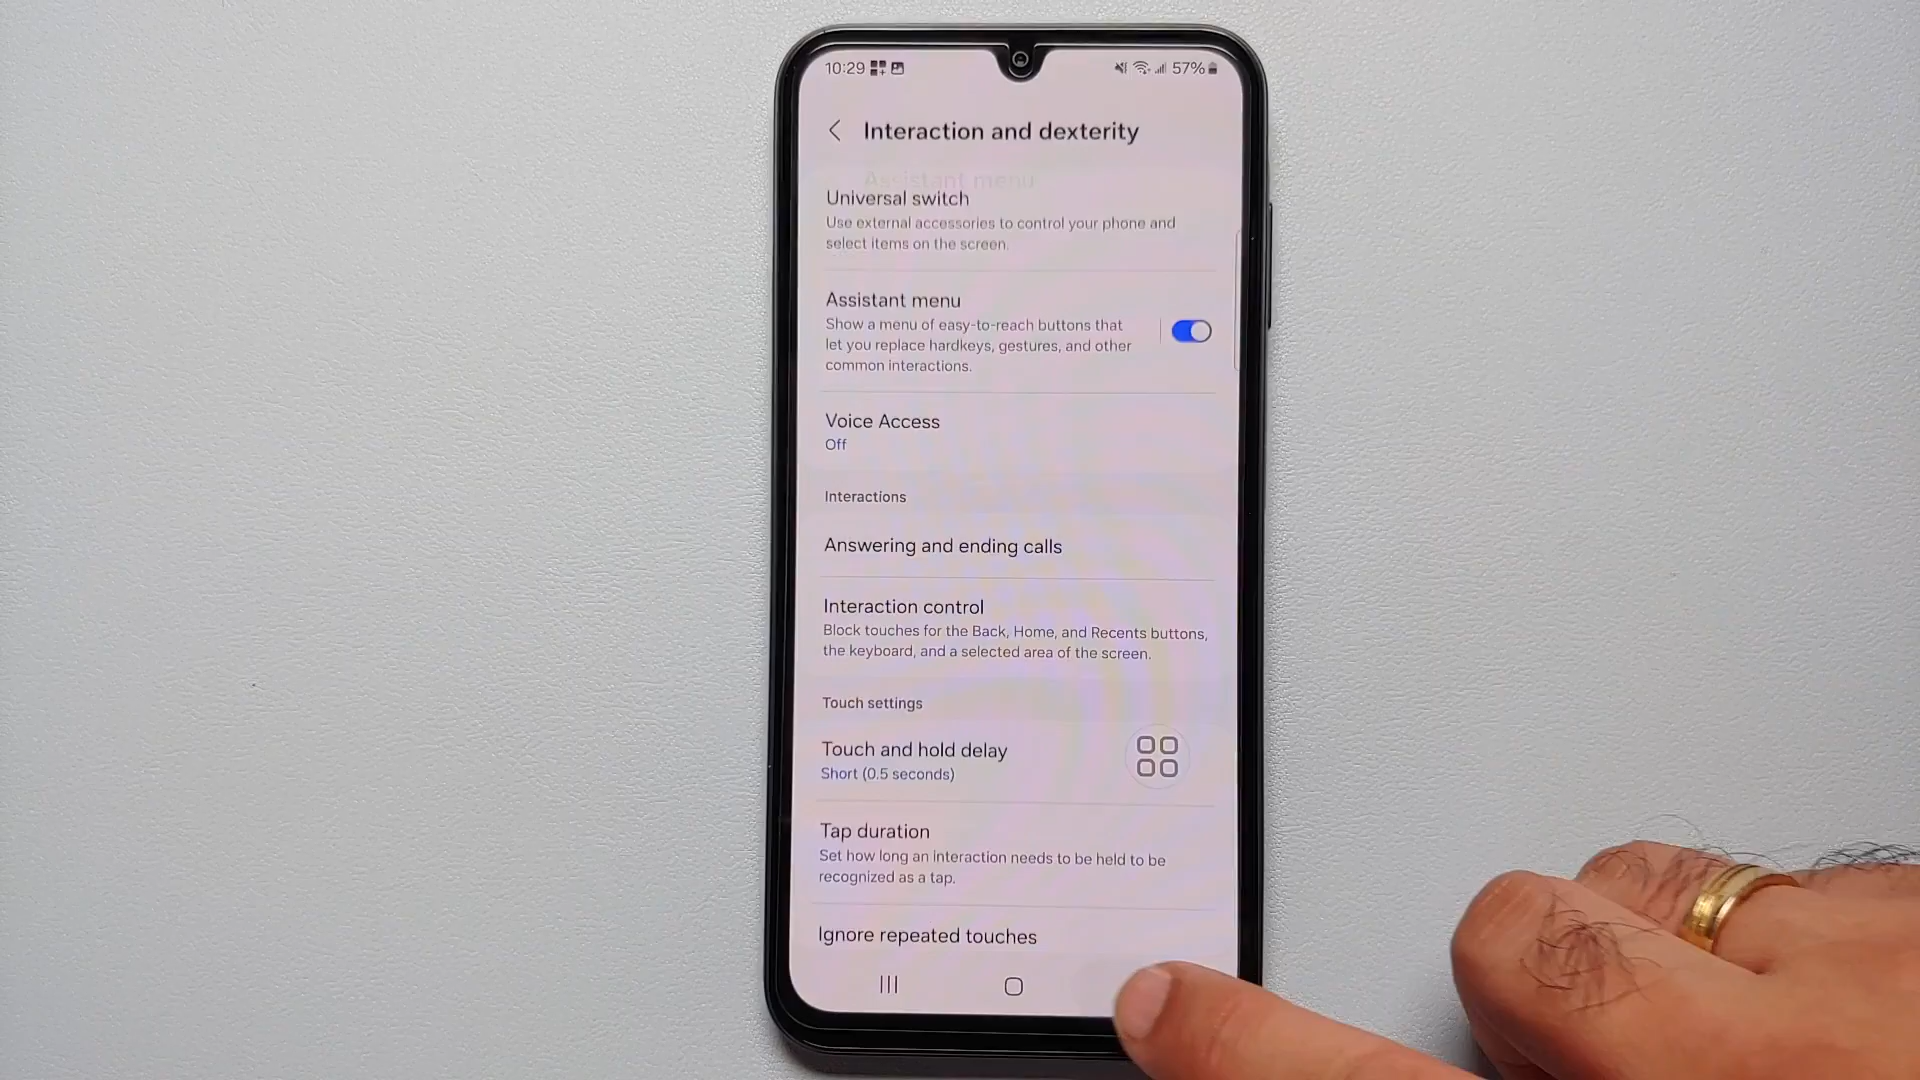 10:29 57%
Interaction and dexterity
Assistant menu
Universal switch
Use external accessories to control your phone and
select items on the screen.
Assistant menu
Show a menu of easy-to-reach buttons that
let you replace hardkeys, gestures, and other
common interactions.
Voice Access
Off
Interactions
Answering and ending calls
Interaction control
Block touches for the Back, Home, and Recents buttons,
the keyboard, and a selected area of the screen.
Touch settings
Touch and hold delay
Short (0.5 seconds)
Tap duration
Set how long an interaction needs to be held to be
recognized as a tap.
Ignore repeated touches